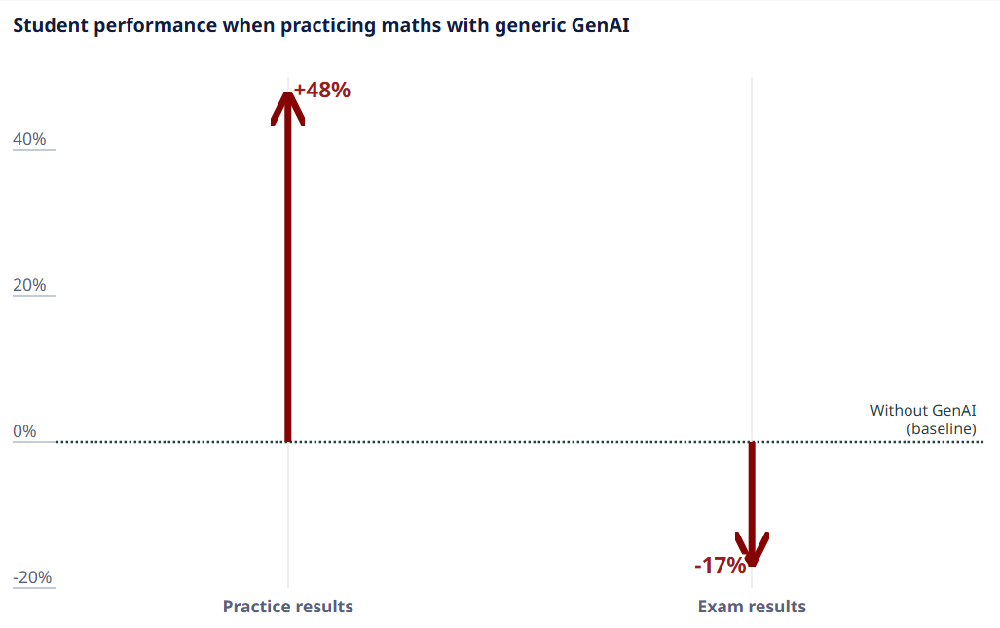 Student performance when practicing maths with generic GenAI
+48%
40%
20%
Without GenAI
(baseline)
0%
-17%
-20%
Practice results
Exam results